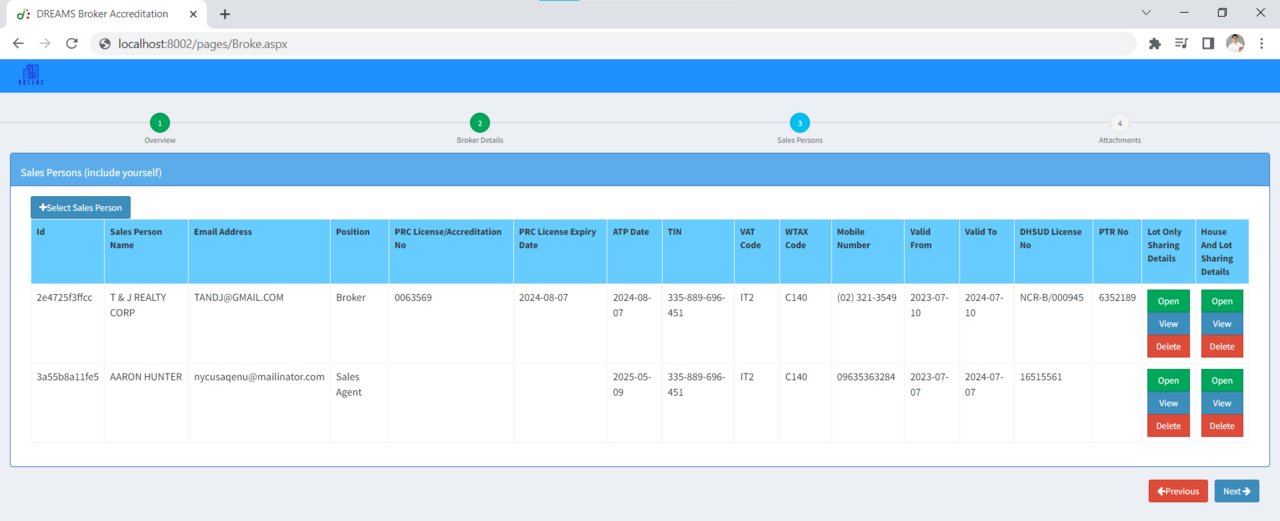 DREAMS Broker Accreditation
localhost:8002/pages/Broke.aspx
DREAMS
1
2
3
4
Overview
Broker Details
Sales Persons
Attachments
Sales Persons (include yourself)
Select Sales Person
Id Sales Person Name Email Address Position PRC License/Accreditation No PRC License Expiry Date ATP Date TIN VAT Code WTAX Code Mobile Number Valid From Valid To DHSUD License No PTR No Lot Only Sharing Details House And Lot Sharing Details
2e4725f3ffcc T & J REALTY CORP TANDJ@GMAIL.COM Broker 0063569 2024-08-07 2024-08-07 335-889-696-451 IT2 C140 (02) 321-3549 2023-07-10 2024-07-10 NCR-B/000945 6352189
Open Open
View View
Delete Delete
3a55b8a11fe5 AARON HUNTER nycusaqenu@mailinator.com Sales Agent 2025-05-09 335-889-696-451 IT2 C140 09635363284 2023-07-07 2024-07-07 16515561
Open Open
View View
Delete Delete
Previous Next